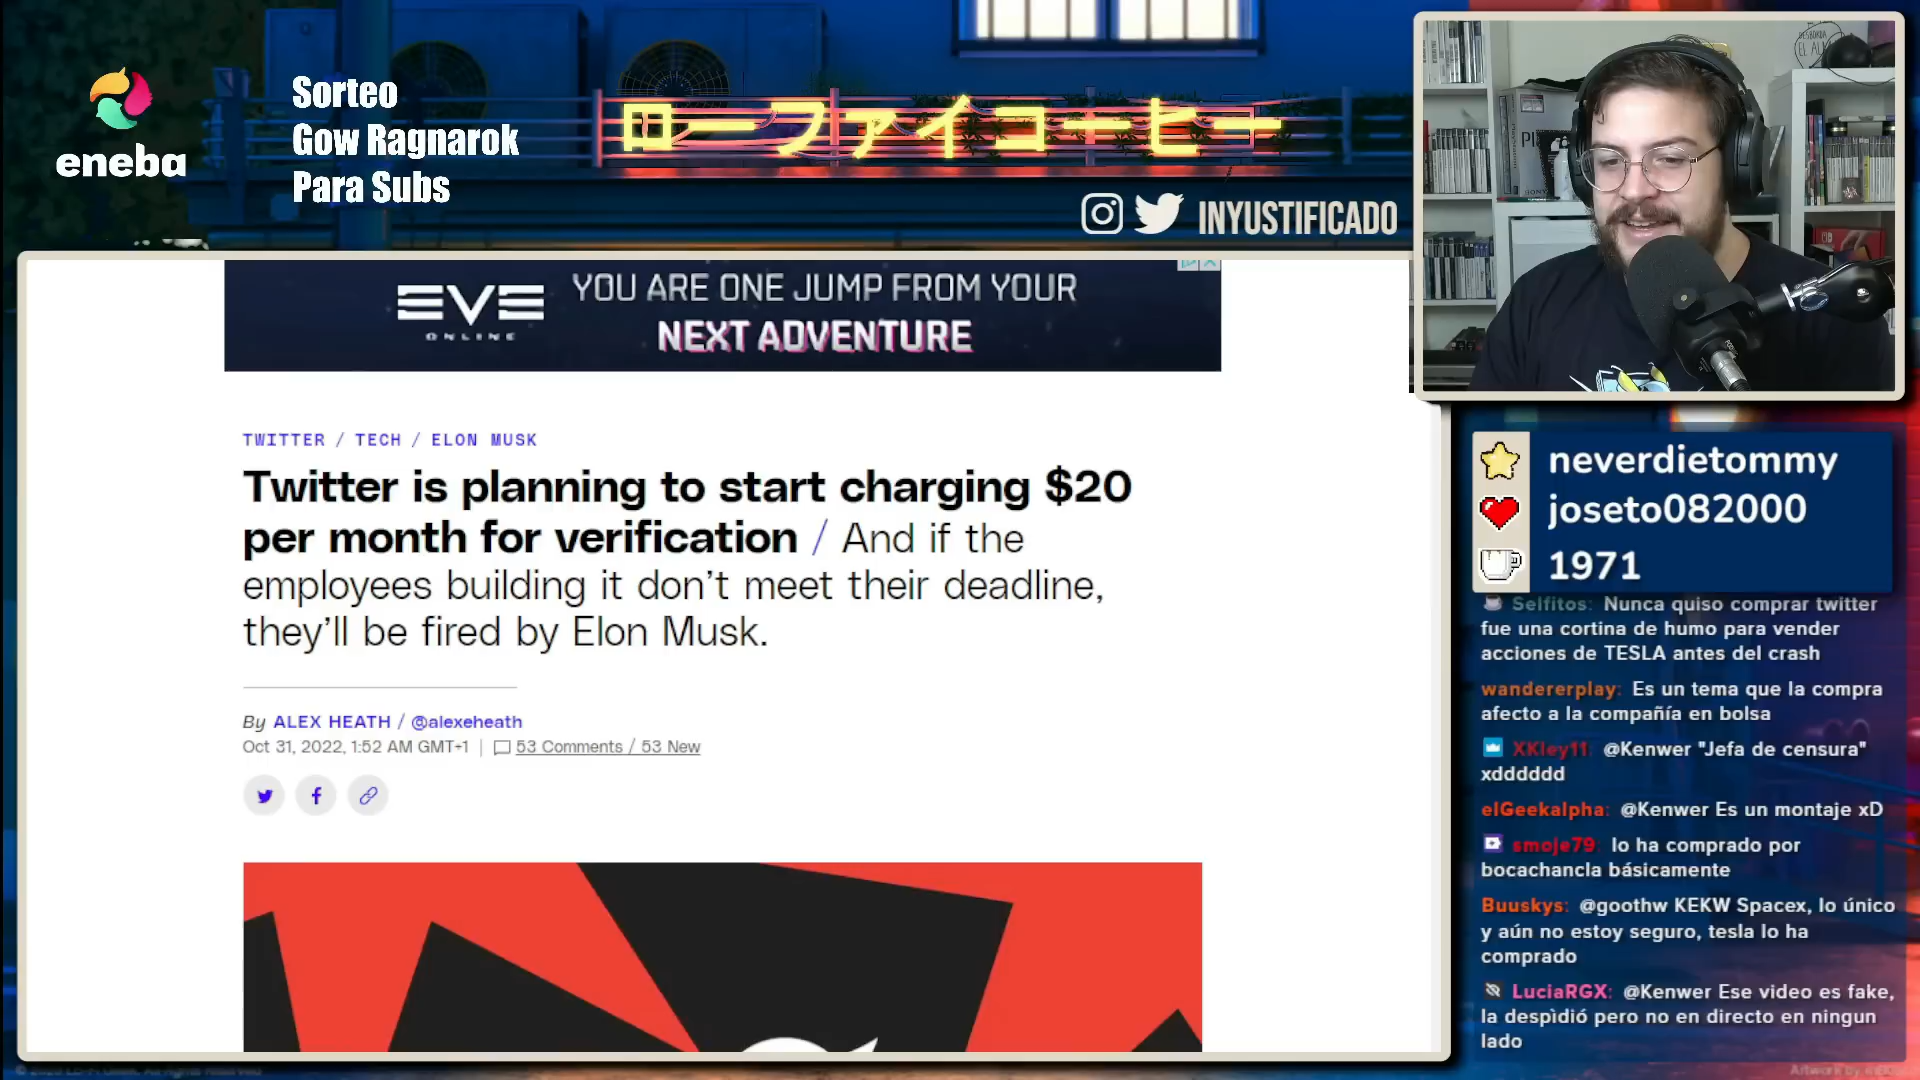 eneba
Sorteo
Gow Ragnarok
Para Subs
ローファイコーヒー
INYUSTIFICADO
EVE
ONLINE
YOU ARE ONE JUMP FROM YOUR
NEXT ADVENTURE
TWITTER / TECH / ELON MUSK
Twitter is planning to start charging $20
per month for verification / And if the
employees building it don’t meet their deadline,
they’ll be fired by Elon Musk.
By ALEX HEATH / @alexeheath
Oct 31, 2022, 1:52 AM GMT+1 | 53 Comments / 53 New
neverdietommy
joseto082000
1971
Selfitos: Nunca quiso comprar twitter
fue una cortina de humo para vender
acciones de TESLA antes del crash
wandererplay: Es un tema que la compra
afecto a la compañía en bolsa
XKley11: @Kenwer "Jefa de censura"
xdddddd
elGeekalpha: @Kenwer Es un montaje xD
smoje79: lo ha comprado por
bocachancla básicamente
Buuskys: @goothw KEKW Spacex, lo único
y aún no estoy seguro, tesla lo ha
comprado
LuciaRGX: @Kenwer Ese video es fake,
la despìdió pero no en directo en ningun
lado